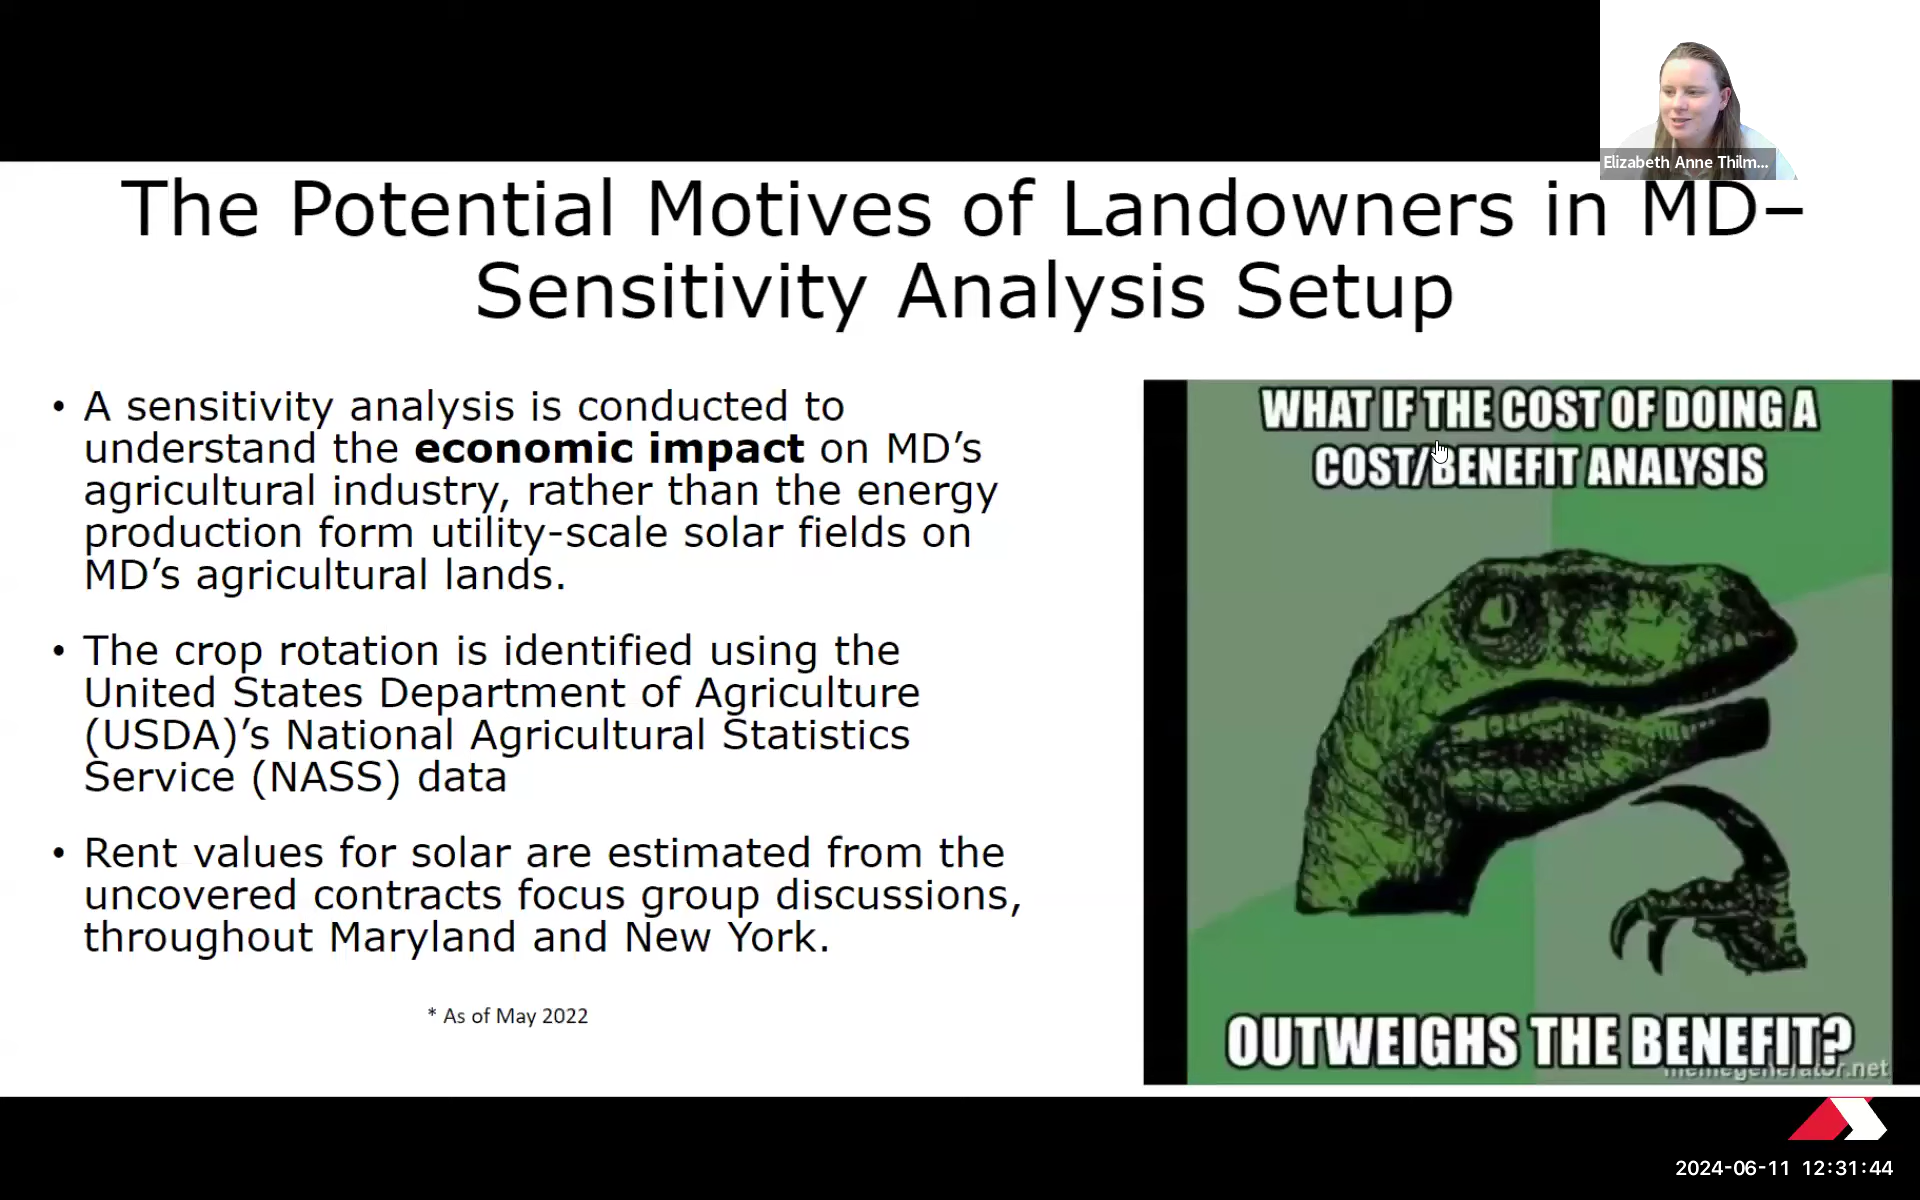 Elizabeth Anne Thilm...
The Potential Motives of Landowners in MD–
Sensitivity Analysis Setup
• A sensitivity analysis is conducted to
understand the economic impact on MD’s
agricultural industry, rather than the energy
production form utility-scale solar fields on
MD’s agricultural lands.
• The crop rotation is identified using the
United States Department of Agriculture
(USDA)’s National Agricultural Statistics
Service (NASS) data
• Rent values for solar are estimated from the
uncovered contracts focus group discussions,
throughout Maryland and New York.
* As of May 2022
WHAT IF THE COST OF DOING A
COST/BENEFIT ANALYSIS
OUTWEIGHS THE BENEFIT?
memegenerator.net
2024-06-11 12:31:44